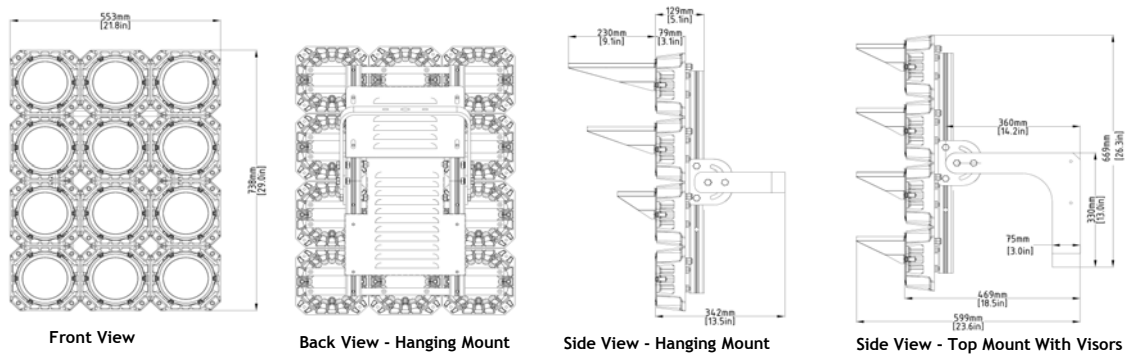 553mm
[21.8in]
738mm
[29.0in]
Front View
Back View - Hanging Mount
129mm
[5.1in]
230mm
[9.1in]
79mm
[3.1in]
342mm
[13.5in]
Side View - Hanging Mount
360mm
[14.2in]
669mm
[26.3in]
330mm
[13.0in]
75mm
[3.0in]
469mm
[18.5in]
599mm
[23.6in]
Side View - Top Mount With Visors